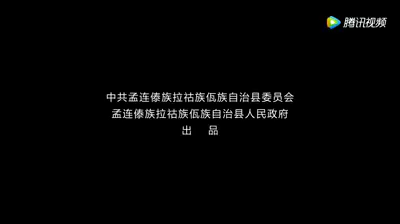 腾讯视频
中共孟连傣族拉祜族佤族自治县委员会
孟连傣族拉祜族佤族自治县人民政府
出 品